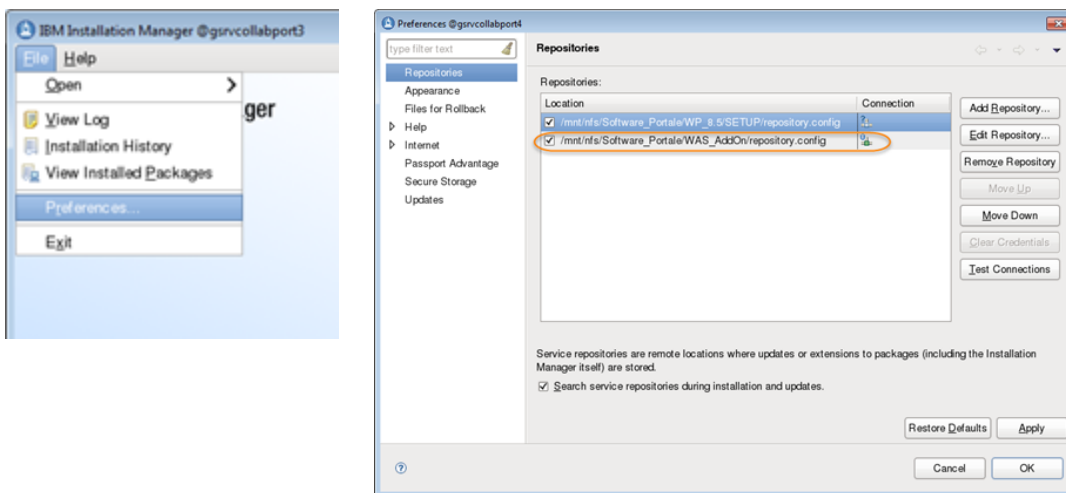 IBM Installation Manager @gsrvcollabport3
File Help
Open
ger
View Log
Installation History
View Installed Packages
Preferences...
Exit
Preferences @gsrvcollabport4
type filter text
Repositories
Appearance
Files for Rollback
Help
Internet
Passport Advantage
Secure Storage
Updates
Repositories
Repositories:
Location Connection
/mnt/nfs/Software_Portale/WP_8.5/SETUP/repository.config
/mnt/nfs/Software_Portale/WAS_AddOn/repository.config
Add Repository...
Edit Repository...
Remove Repository
Move Up
Move Down
Clear Credentials
Test Connections
Service repositories are remote locations where updates or extensions to packages (including the Installation
Manager itself) are stored.
Search service repositories during installation and updates.
Restore Defaults Apply
Cancel OK